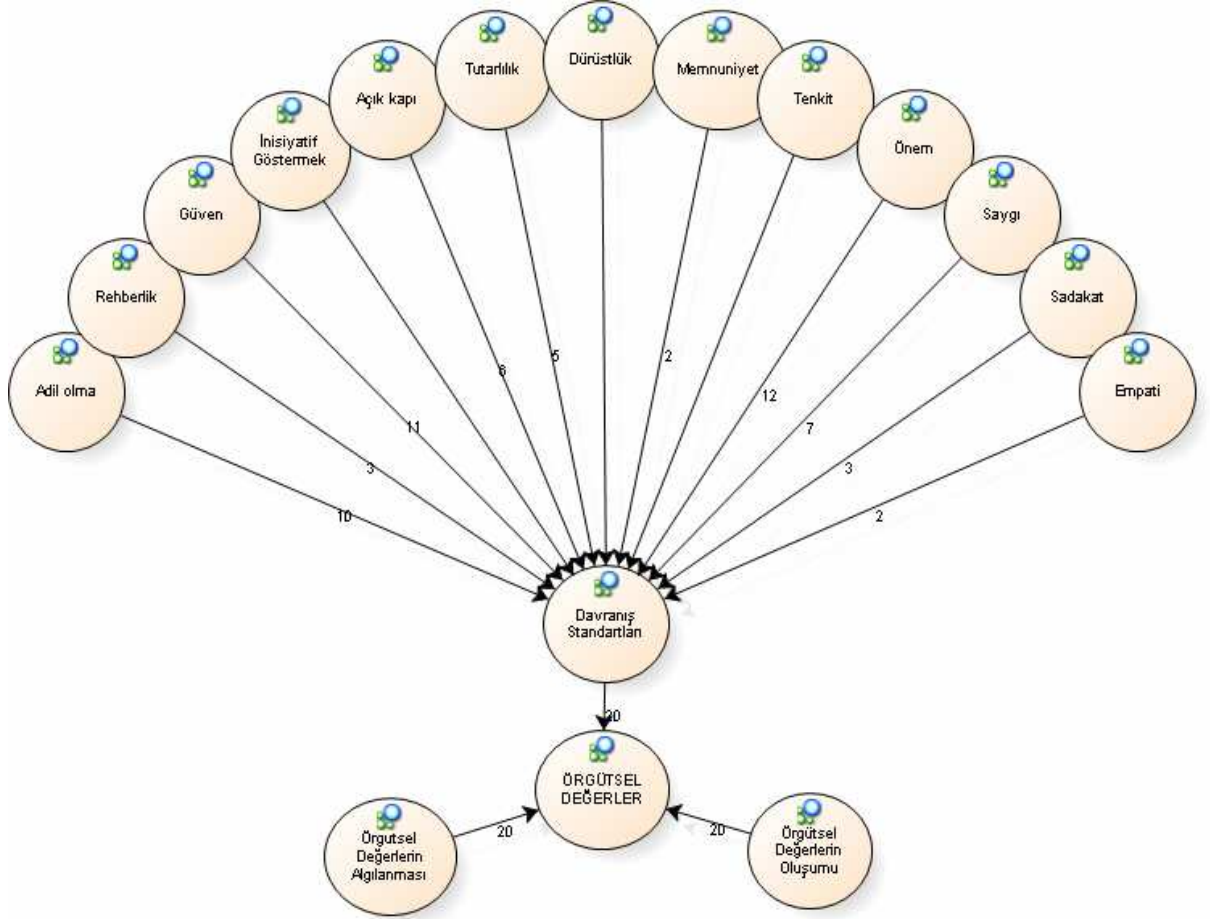 Dürüstlük
Tutarlılık
Memnuniyet
Açık kapı
Tenkit
İnisiyatif
Göstermek
Önem
Güven
Saygı
Rehberlik
Sadakat
Adil olma
Empati
5
2
6
12
11
7
3
3
10
2
Davranış
Standartları
20
ÖRGÜTSEL
DEĞERLER
20
20
Örgutsel
Değerlerin
Algılanması
Örgütsel
Değerlerin
Oluşumu